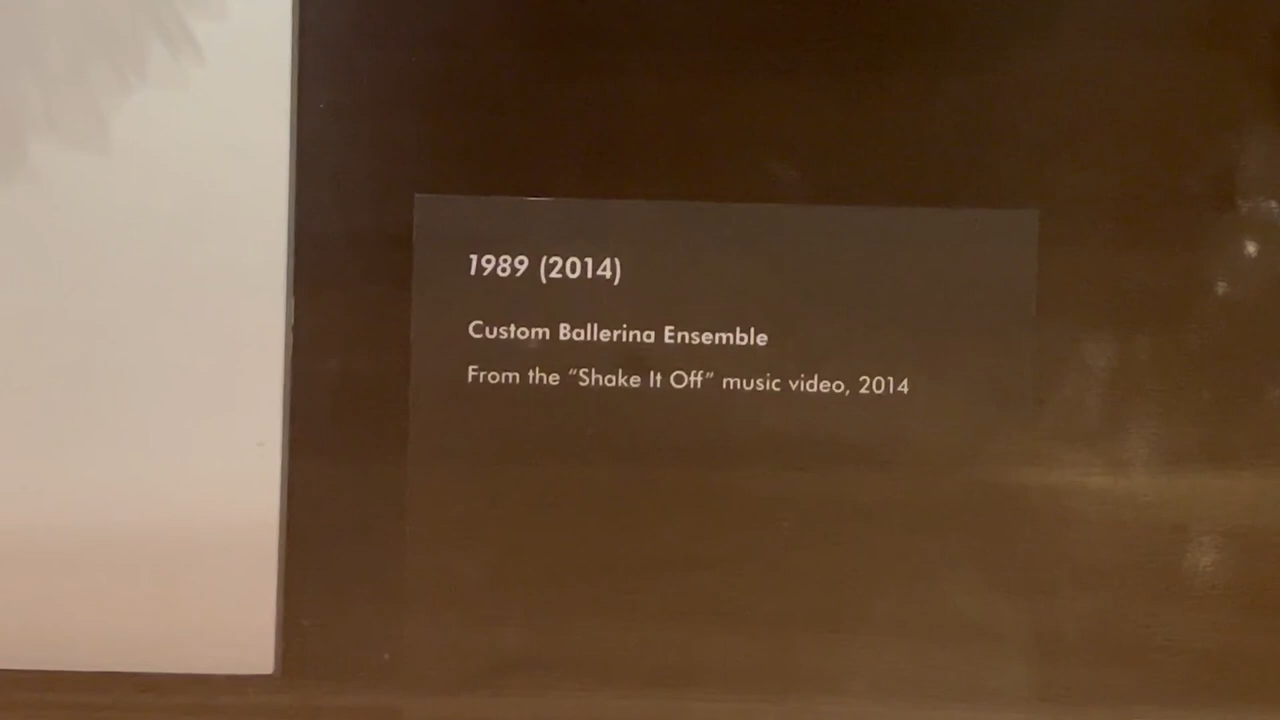 1989 (2014)
Custom Ballerina Ensemble
From the “Shake It Off” music video, 2014